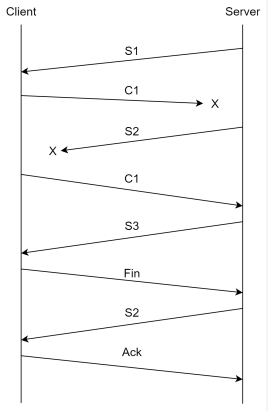 Client Server
S1
C1
X
S2
X
C1
S3
Fin
S2
Ack